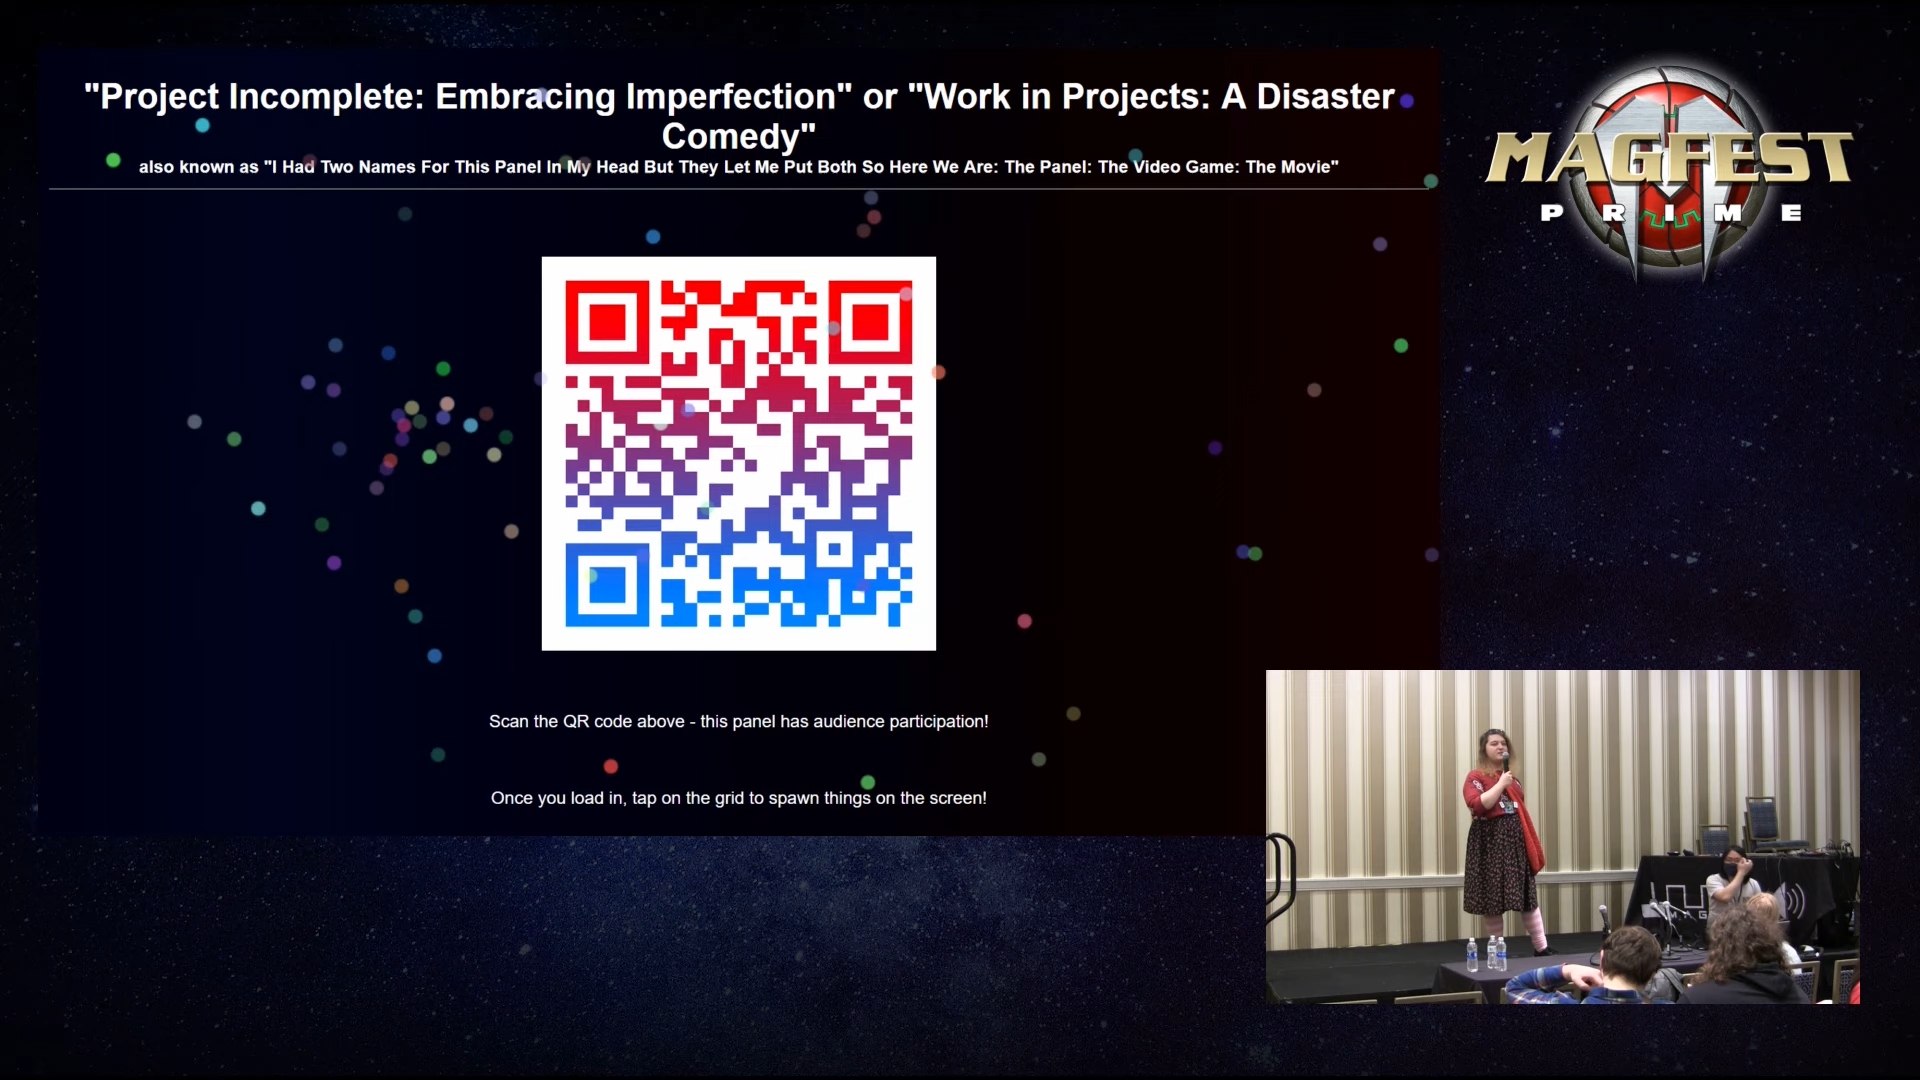 "Project Incomplete: Embracing Imperfection" or "Work in Projects: A Disaster
Comedy"
also known as "I Had Two Names For This Panel In My Head But They Let Me Put Both So Here We Are: The Panel: The Video Game: The Movie"
MAGFEST
PRIME
Scan the QR code above - this panel has audience participation!
Once you load in, tap on the grid to spawn things on the screen!